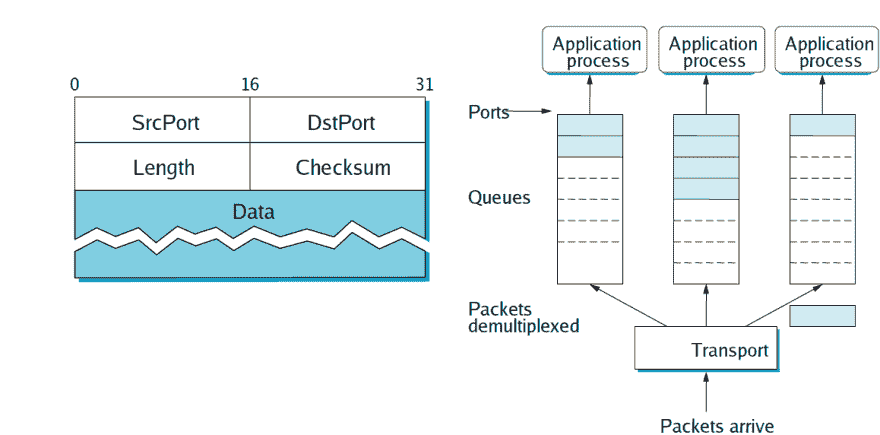 0 16 31
SrcPort DstPort
Length Checksum
Data
Application
process
Application
process
Application
process
Ports
Queues
Packets
demultiplexed
Transport
Packets arrive